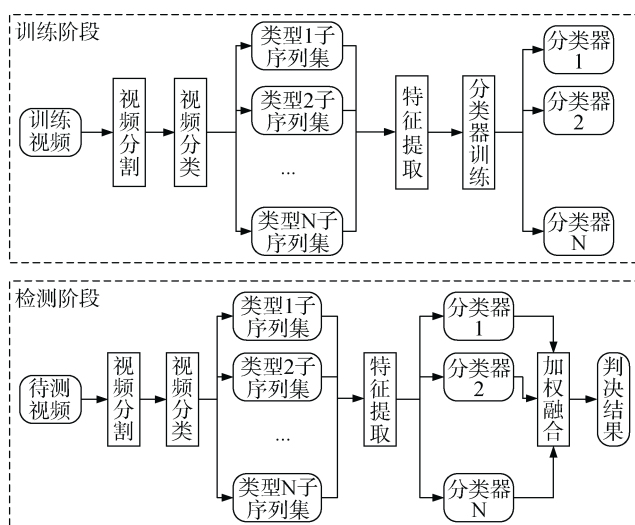 训练阶段
训练
视频
视频分割
视频分类
类型1子
序列集
类型2子
序列集
...
类型N子
序列集
特征提取
分类器训练
分类器
1
分类器
2
分类器
N
检测阶段
待测
视频
视频分割
视频分类
类型1子
序列集
类型2子
序列集
...
类型N子
序列集
特征提取
分类器
1
分类器2
分类器
N
加权融合
判决结果